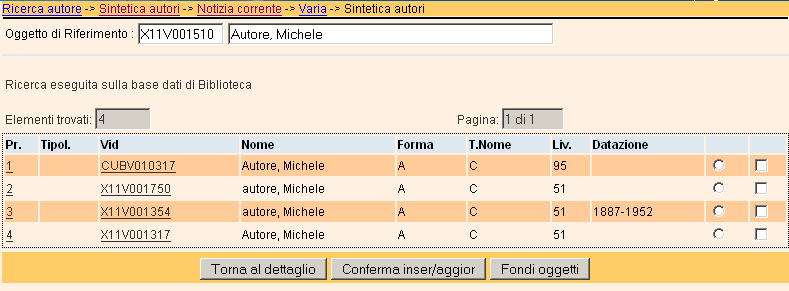 Ricerca autore -> Sintetica autori -> Notizia corrente -> Varia -> Sintetica autori
Oggetto di Riferimento : X11V001510 Autore, Michele
Ricerca eseguita sulla base dati di Biblioteca
Elementi trovati: 4 Pagina: 1 di 1
Pr. Tipol. Vid Nome Forma T.Nome Liv. Datazione
1 CUBV010317 Autore, Michele A C 95
2 X11V001750 autore, Michele A C 51
3 X11V001354 autore, Michele A C 51 1887-1952
4 X11V001317 Autore, Michele A C 51
Torna al dettaglio Conferma inser/aggior Fondi oggetti